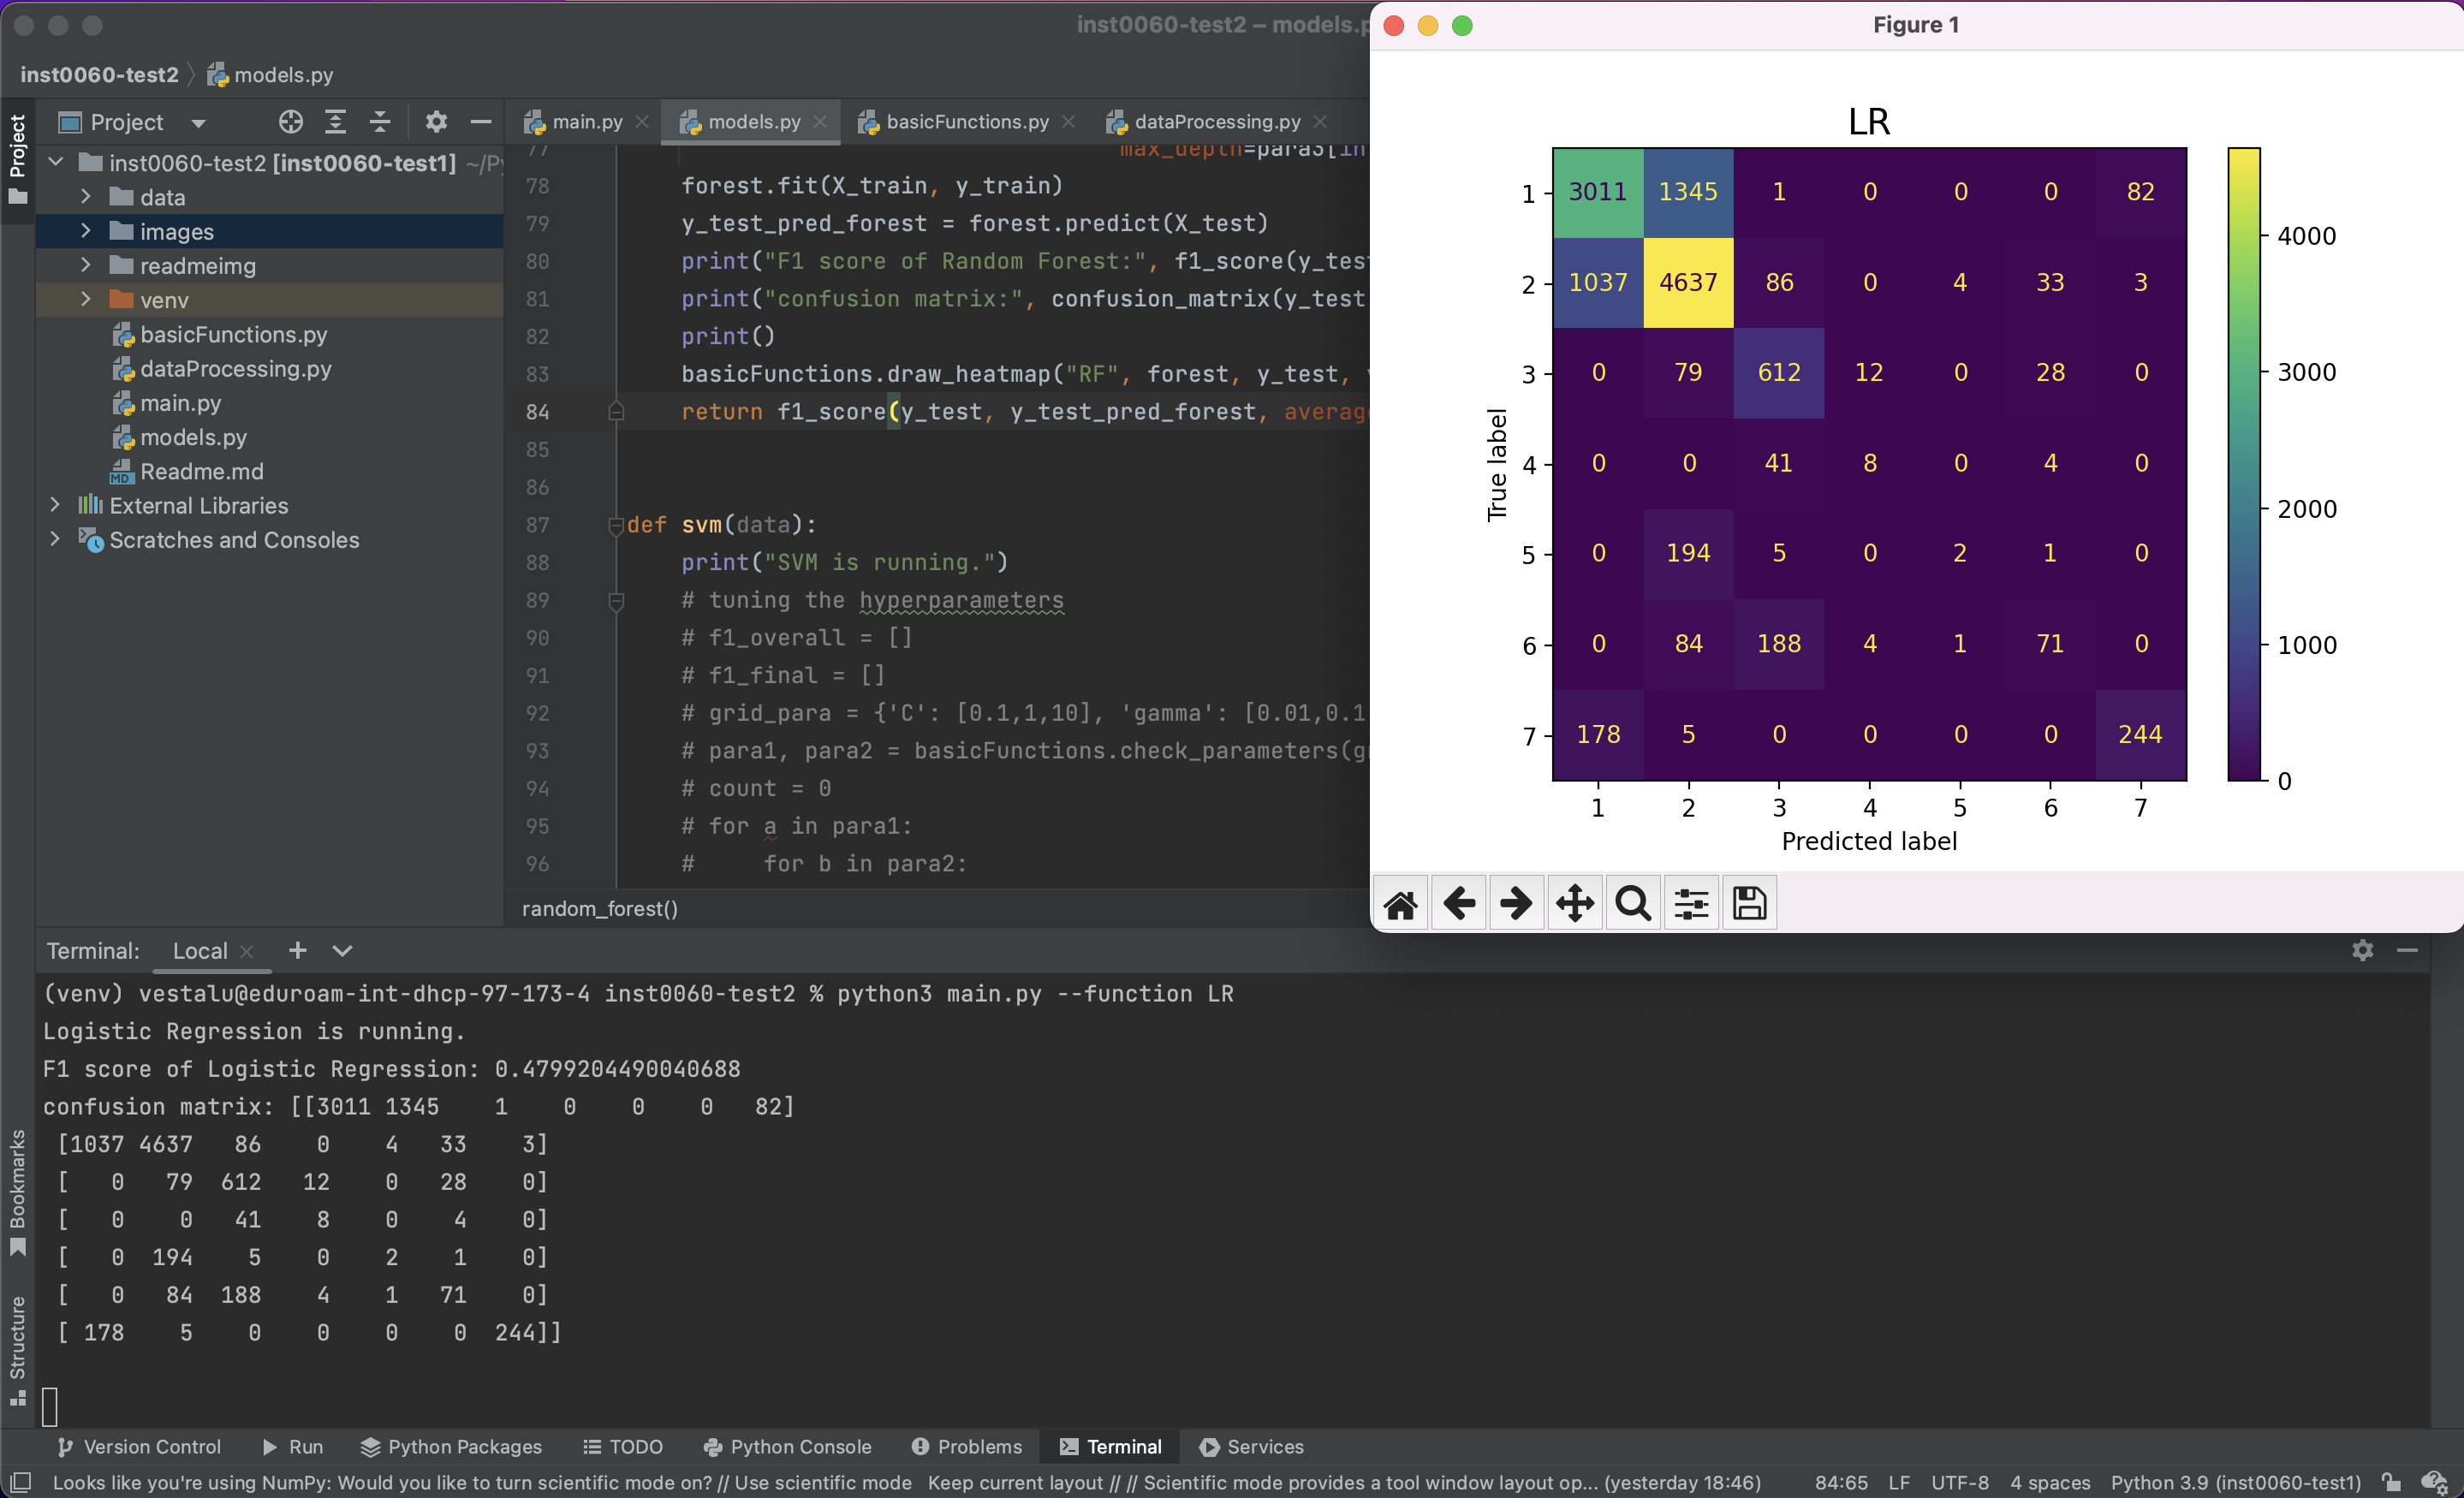 inst0060-test2 – models.p
inst0060-test2 models.py
Project
Project
main.py
models.py
basicFunctions.py
dataProcessing.py
inst0060-test2 [inst0060-test1] ~/Py
data
images
readmeimg
venv
basicFunctions.py
dataProcessing.py
main.py
models.py
Readme.md
External Libraries
Scratches and Consoles
77 max_depth=para3[in
78 forest.fit(X_train, y_train)
79 y_test_pred_forest = forest.predict(X_test)
80 print("F1 score of Random Forest:", f1_score(y_tes
81 print("confusion matrix:", confusion_matrix(y_test
82 print()
83 basicFunctions.draw_heatmap("RF", forest, y_test,
84 return f1_score(y_test, y_test_pred_forest, averag
85
86
87 def svm(data):
88 print("SVM is running.")
89 # tuning the hyperparameters
90 # f1_overall = []
91 # f1_final = []
92 # grid_para = {'C': [0.1,1,10], 'gamma': [0.01,0.1
93 # para1, para2 = basicFunctions.check_parameters(g
94 # count = 0
95 # for a in para1:
96 #     for b in para2:
random_forest()
Figure 1
LR
True label
1 3011 1345 1 0 0 0 82
2 1037 4637 86 0 4 33 3
3 0 79 612 12 0 28 0
4 0 0 41 8 0 4 0
5 0 194 5 0 2 1 0
6 0 84 188 4 1 71 0
7 178 5 0 0 0 0 244
1 2 3 4 5 6 7
Predicted label
4000
3000
2000
1000
0
Terminal: Local
(venv) vestalu@eduroam-int-dhcp-97-173-4 inst0060-test2 % python3 main.py --function LR
Logistic Regression is running.
F1 score of Logistic Regression: 0.4799204490040688
confusion matrix: [[3011 1345    1    0    0    0   82]
[1037 4637   86    0    4   33    3]
[   0   79  612   12    0   28    0]
[   0    0   41    8    0    4    0]
[   0  194    5    0    2    1    0]
[   0   84  188    4    1   71    0]
[ 178    5    0    0    0    0  244]]
Bookmarks
Structure
Version Control Run Python Packages TODO Python Console Problems Terminal Services
Looks like you're using NumPy: Would you like to turn scientific mode on? // Use scientific mode Keep current layout // // Scientific mode provides a tool window layout op... (yesterday 18:46) 84:65 LF UTF-8 4 spaces Python 3.9 (inst0060-test1)